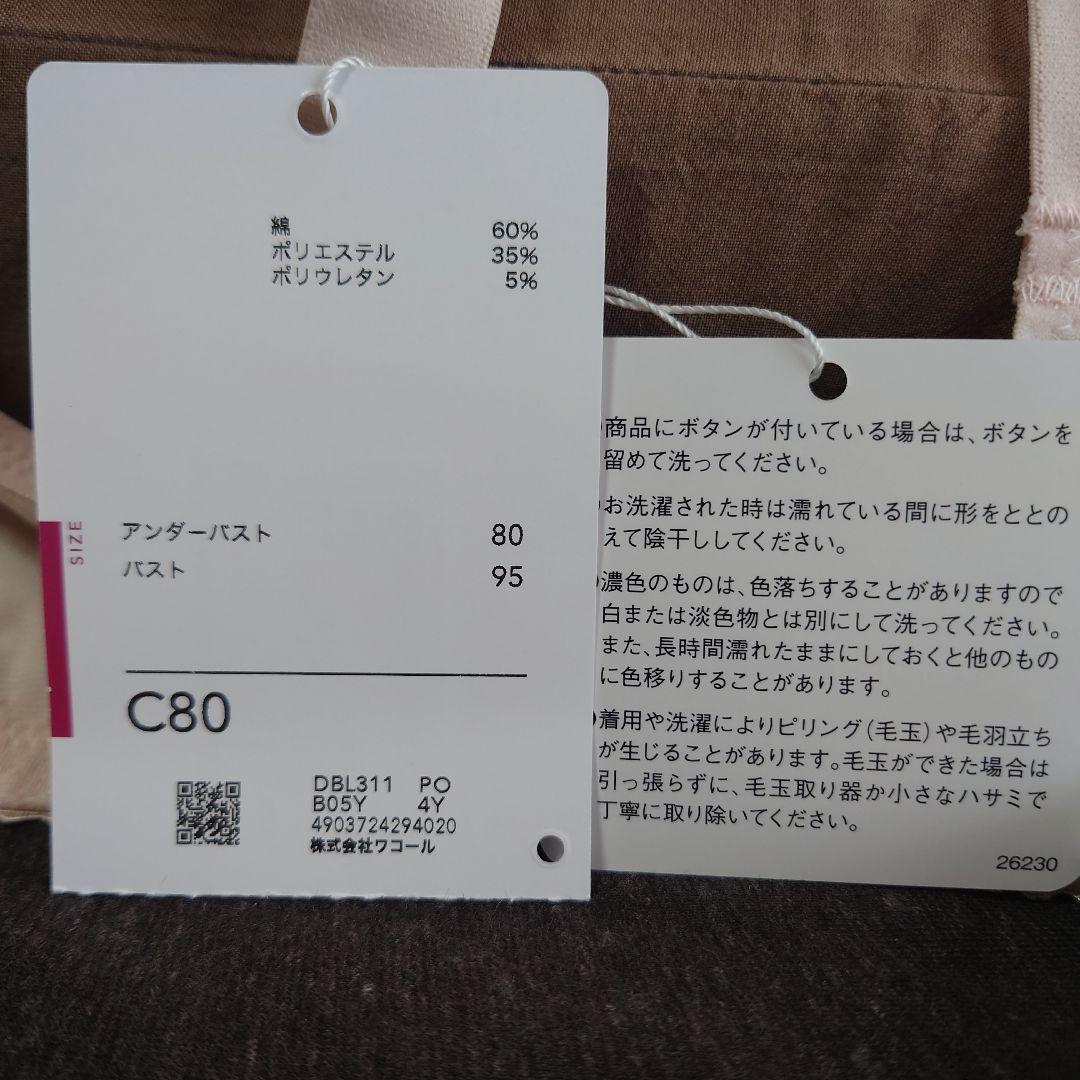 綿 60%
ポリエステル 35%
ポリウレタン 5%
SIZE
アンダーバスト 80
バスト 95
C80
DBL311 PO
B05Y 4Y
4903724294020
株式会社ワコール
商品にボタンが付いている場合は、ボタンを
留めて洗ってください。
お洗濯された時は濡れている間に形をととの
えて陰干ししてください。
濃色のものは、色落ちすることがありますので
白または淡色物とは別にして洗ってください。
また、長時間濡れたままにしておくと他のもの
に色移りすることがあります。
着用や洗濯によりピリング(毛玉)や毛羽立ち
が生じることがあります。毛玉ができた場合は
引っ張らずに、毛玉取り器か小さなハサミで
丁寧に取り除いてください。
26230